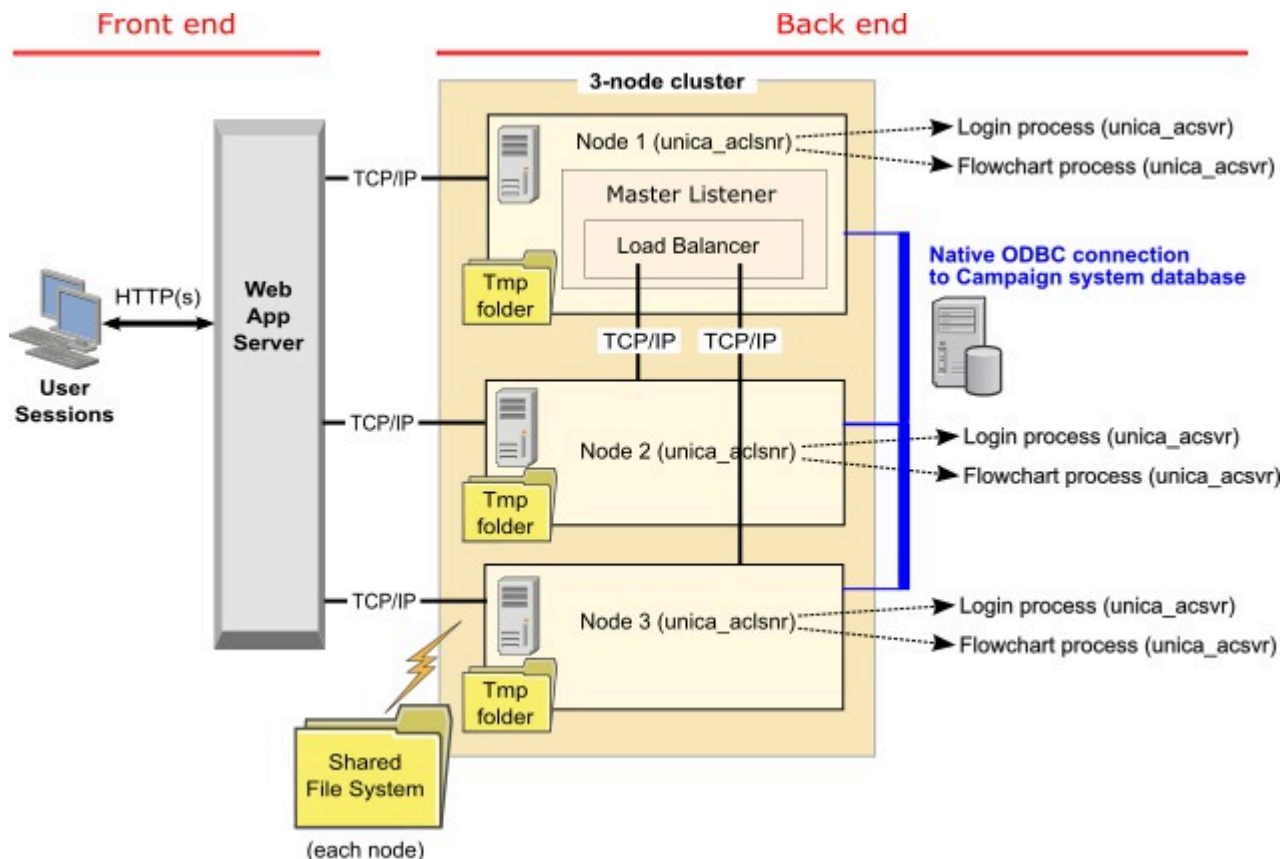 Front end
Back end
3-node cluster
Node 1 (unica_aclsnr)
Login process (unica_acsvr)
Flowchart process (unica_acsvr)
TCP/IP
Master Listener
Load Balancer
Tmp
folder
Native ODBC connection
to Campaign system database
HTTP(s)
Web
App
Server
User
Sessions
TCP/IP
TCP/IP
TCP/IP
Node 2 (unica_aclsnr)
Login process (unica_acsvr)
Flowchart process (unica_acsvr)
Tmp
folder
TCP/IP
Node 3 (unica_aclsnr)
Login process (unica_acsvr)
Flowchart process (unica_acsvr)
Tmp
folder
Shared
File System
(each node)